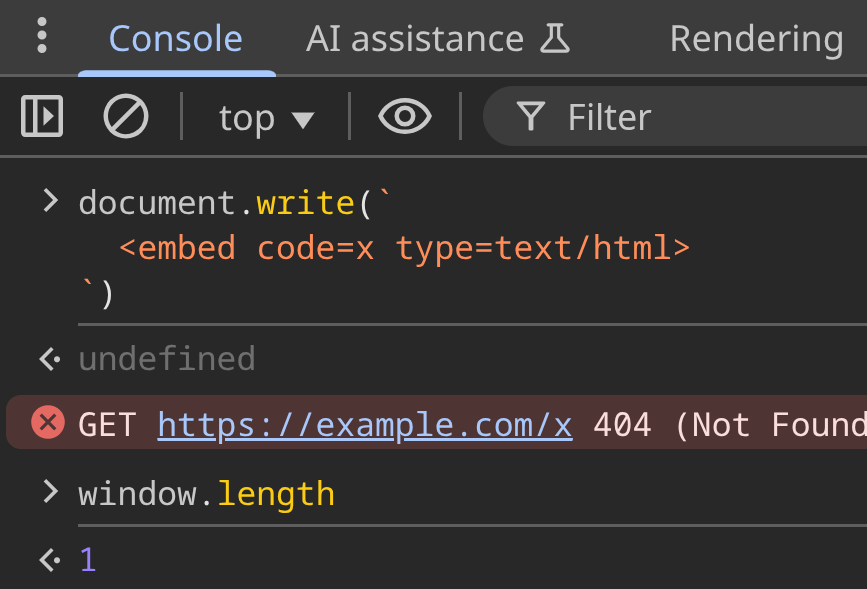 Console AI assistance Rendering
top Filter
document.write(`
<embed code=x type=text/html>
`)
undefined
GET https://example.com/x 404 (Not Found
window.length
1